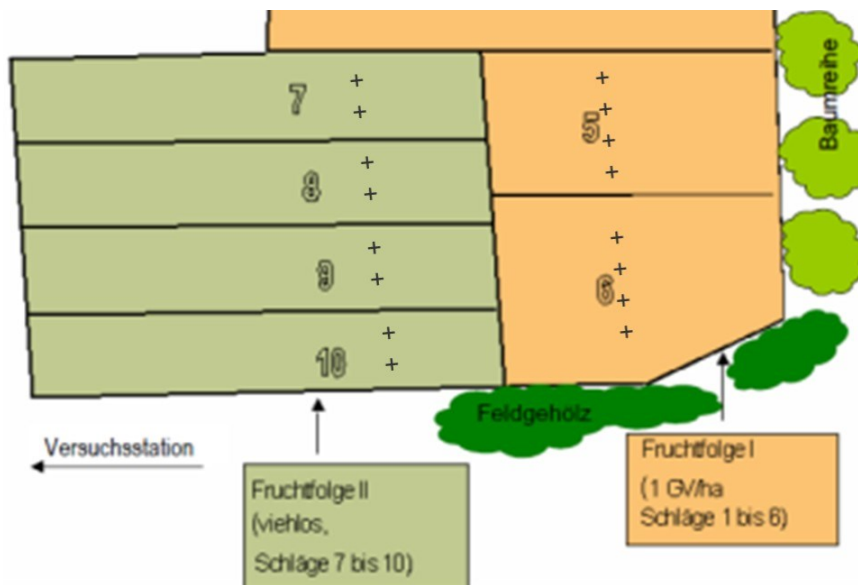 7
5
Baumreihe
8
9
6
10
Feldgehölz
Versuchsstation
Fruchtfolge II
(viehlos,
Schläge 7 bis 10)
Fruchtfolge I
(1 GV/ha
Schläge 1 bis 6)